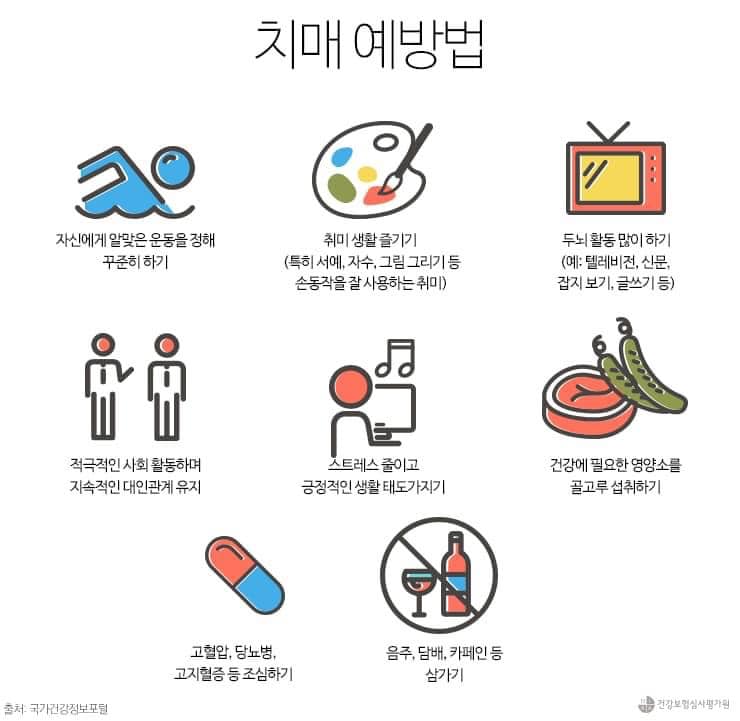 치매 예방법
자신에게 알맞은 운동을 정해
꾸준히 하기
취미 생활 즐기기
(특히 서예, 자수, 그림 그리기 등
손동작을 잘 사용하는 취미)
두뇌 활동 많이 하기
(예: 텔레비전, 신문,
잡지 보기, 글쓰기 등)
적극적인 사회 활동하며
지속적인 대인관계 유지
스트레스 줄이고
긍정적인 생활 태도가지기
건강에 필요한 영양소를
골고루 섭취하기
고혈압, 당뇨병,
고지혈증 등 조심하기
음주, 담배, 카페인 등
삼가기
출처: 국가건강정보포털
건강보험심사평가원